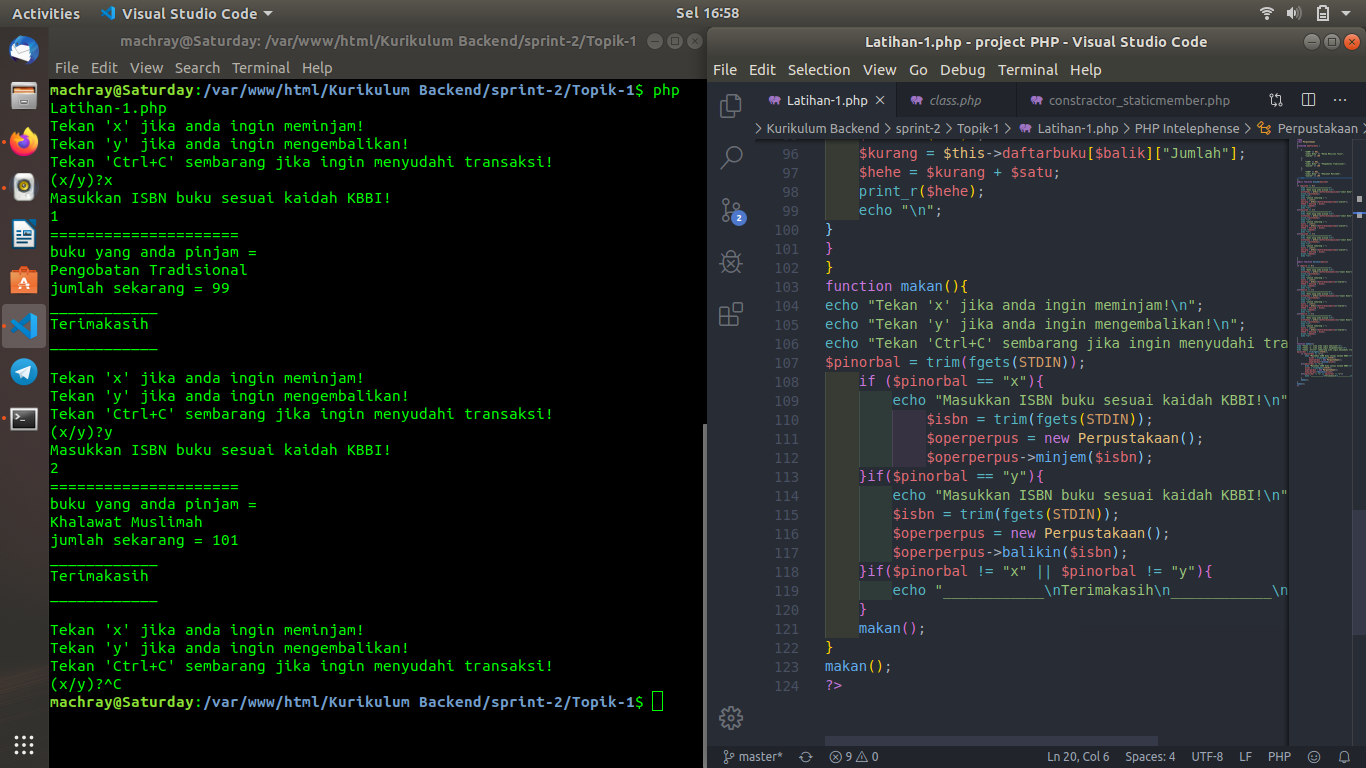 Activities
Visual Studio Code
Sel 16:58
machray@Saturday: /var/www/html/Kurikulum Backend/sprint-2/Topik-1
File Edit View Search Terminal Help
machray@Saturday:/var/www/html/Kurikulum Backend/sprint-2/Topik-1$ php
Latihan-1.php
Tekan 'x' jika anda ingin meminjam!
Tekan 'y' jika anda ingin mengembalikan!
Tekan 'Ctrl+C' sembarang jika ingin menyudahi transaksi!
(x/y)?x
Masukkan ISBN buku sesuai kaidah KBBI!
1
=====================
buku yang anda pinjam =
Pengobatan Tradisional
jumlah sekarang = 99
____________
Terimakasih
____________
Tekan 'x' jika anda ingin meminjam!
Tekan 'y' jika anda ingin mengembalikan!
Tekan 'Ctrl+C' sembarang jika ingin menyudahi transaksi!
(x/y)?y
Masukkan ISBN buku sesuai kaidah KBBI!
2
=====================
buku yang anda pinjam =
Khalawat Muslimah
jumlah sekarang = 101
____________
Terimakasih
____________
Tekan 'x' jika anda ingin meminjam!
Tekan 'y' jika anda ingin mengembalikan!
Tekan 'Ctrl+C' sembarang jika ingin menyudahi transaksi!
(x/y)?^C
machray@Saturday:/var/www/html/Kurikulum Backend/sprint-2/Topik-1$
Latihan-1.php - project PHP - Visual Studio Code
File Edit Selection View Go Debug Terminal Help
Latihan-1.php class.php constractor_staticmember.php
Kurikulum Backend > sprint-2 > Topik-1 > Latihan-1.php > PHP Intelephense > Perpustakaan
2
96 $kurang = $this->daftarbuku[$balik]["Jumlah"];
97 $hehe = $kurang + $satu;
98 print_r($hehe);
99 echo "\n";
100 }
101 }
102 }
103 function makan(){
104 echo "Tekan 'x' jika anda ingin meminjam!\n";
105 echo "Tekan 'y' jika anda ingin mengembalikan!\n";
106 echo "Tekan 'Ctrl+C' sembarang jika ingin menyudahi tra
107 $pinorbal = trim(fgets(STDIN));
108 if ($pinorbal == "x"){
109 echo "Masukkan ISBN buku sesuai kaidah KBBI!\n"
110 $isbn = trim(fgets(STDIN));
111 $operperpus = new Perpustakaan();
112 $operperpus->minjem($isbn);
113 }if($pinorbal == "y"){
114 echo "Masukkan ISBN buku sesuai kaidah KBBI!\n"
115 $isbn = trim(fgets(STDIN));
116 $operperpus = new Perpustakaan();
117 $operperpus->balikin($isbn);
118 }if($pinorbal != "x" || $pinorbal != "y"){
119 echo "____________\nTerimakasih\n____________\n
120 }
121 makan();
122 }
123 makan();
124 ?>
master* 9 0 Ln 20, Col 6 Spaces: 4 UTF-8 LF PHP